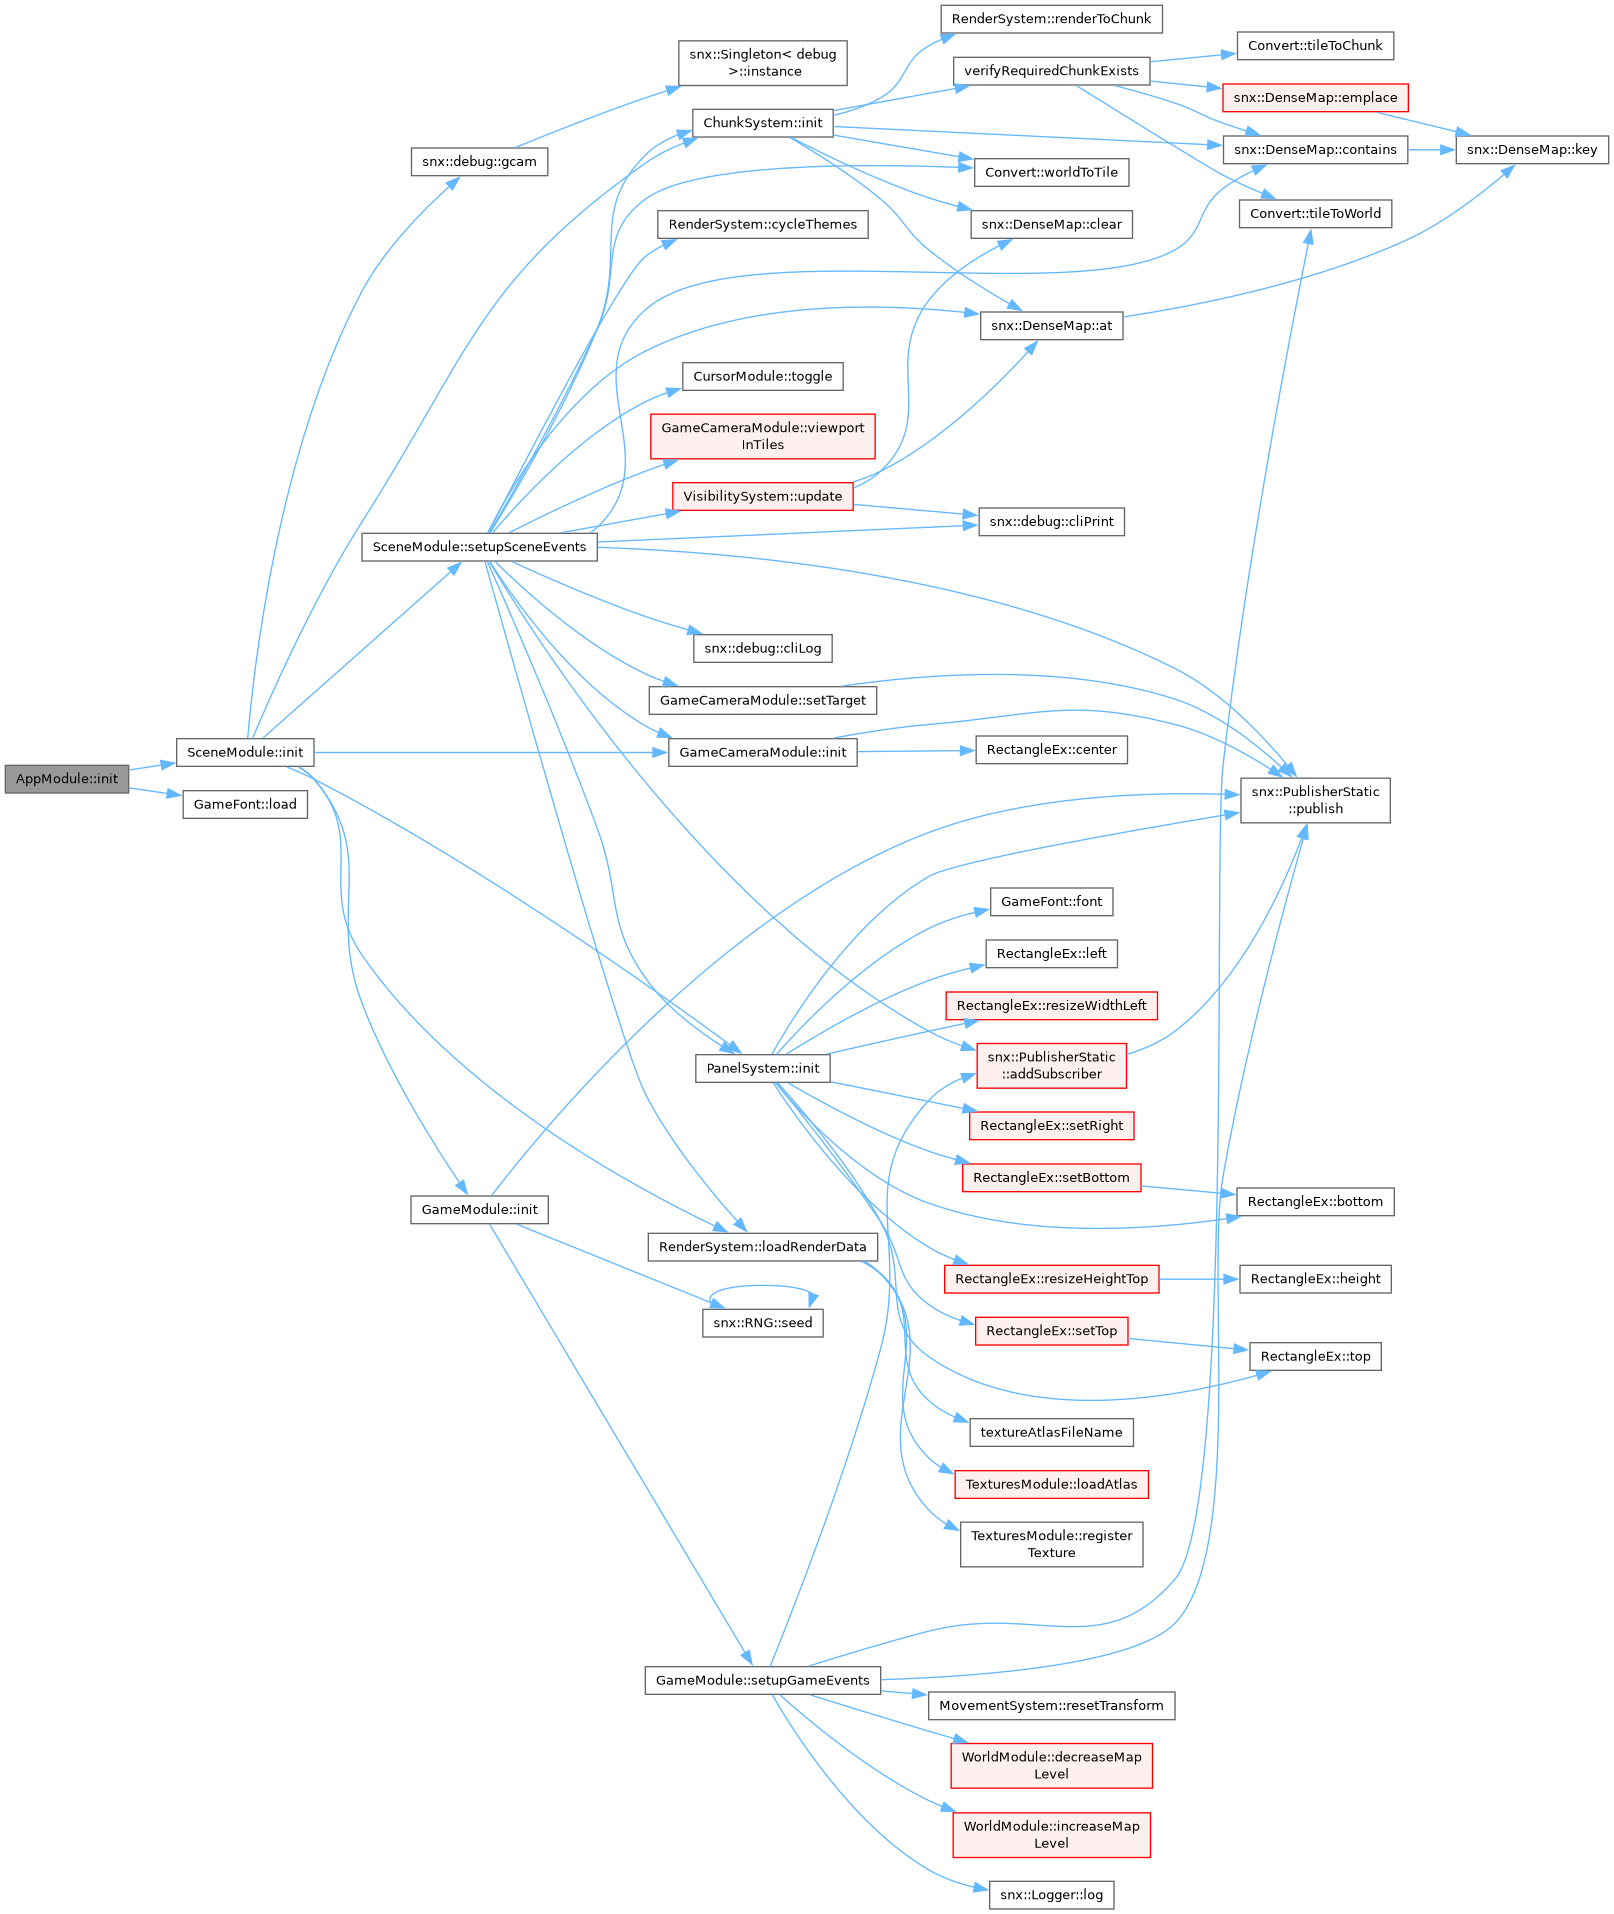 AppModule::init
SceneModule::init
GameFont::load
snx::debug::gcam
SceneModule::setupSceneEvents
GameModule::init
snx::Singleton< debug
>::instance
ChunkSystem::init
RenderSystem::cycleThemes
CursorModule::toggle
GameCameraModule::viewport
InTiles
VisibilitySystem::update
snx::debug::cliLog
GameCameraModule::setTarget
GameCameraModule::init
PanelSystem::init
RenderSystem::loadRenderData
snx::RNG::seed
GameModule::setupGameEvents
RenderSystem::renderToChunk
verifyRequiredChunkExists
Convert::worldToTile
snx::DenseMap::clear
snx::DenseMap::at
snx::debug::cliPrint
RectangleEx::center
GameFont::font
RectangleEx::left
RectangleEx::resizeWidthLeft
snx::PublisherStatic
::addSubscriber
RectangleEx::setRight
RectangleEx::setBottom
RectangleEx::resizeHeightTop
RectangleEx::setTop
textureAtlasFileName
TexturesModule::loadAtlas
TexturesModule::register
Texture
MovementSystem::resetTransform
WorldModule::decreaseMap
Level
WorldModule::increaseMap
Level
snx::Logger::log
Convert::tileToChunk
snx::DenseMap::emplace
snx::DenseMap::contains
Convert::tileToWorld
snx::PublisherStatic
::publish
RectangleEx::bottom
RectangleEx::height
RectangleEx::top
snx::DenseMap::key